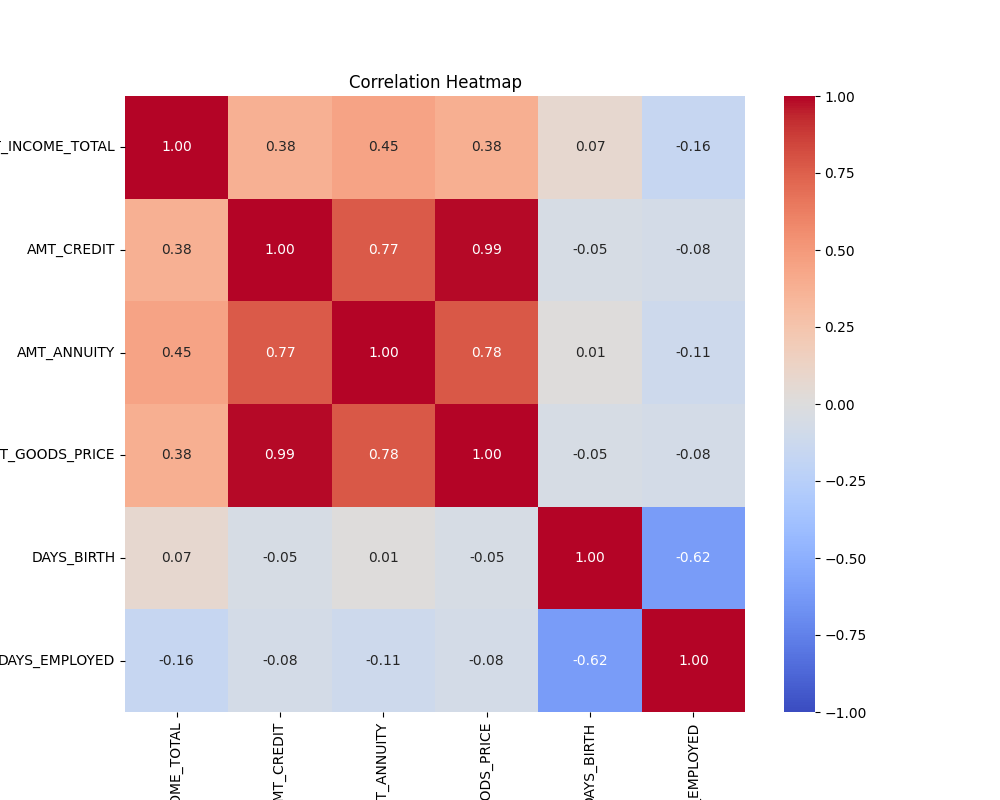 Correlation Heatmap
T_INCOME_TOTAL 1.00 0.38 0.45 0.38 0.07 -0.16
AMT_CREDIT 0.38 1.00 0.77 0.99 -0.05 -0.08
AMT_ANNUITY 0.45 0.77 1.00 0.78 0.01 -0.11
T_GOODS_PRICE 0.38 0.99 0.78 1.00 -0.05 -0.08
DAYS_BIRTH 0.07 -0.05 0.01 -0.05 1.00 -0.62
DAYS_EMPLOYED -0.16 -0.08 -0.11 -0.08 -0.62 1.00
OME_TOTAL
MT_CREDIT
T_ANNUITY
ODS_PRICE
DAYS_BIRTH
_EMPLOYED
1.00
0.75
0.50
0.25
0.00
−0.25
−0.50
−0.75
−1.00